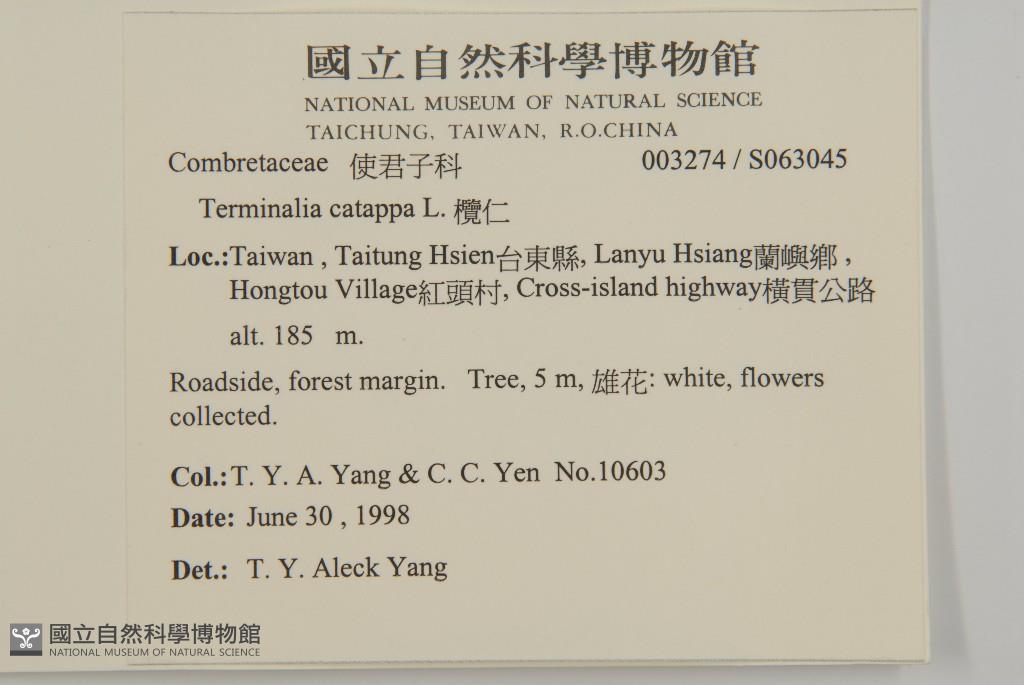 國立自然科學博物館
NATIONAL MUSEUM OF NATURAL SCIENCE
TAICHUNG, TAIWAN, R.O.CHINA
Combretaceae 使君子科 003274 / S063045
Terminalia catappa L. 欖仁
Loc.:Taiwan , Taitung Hsien台東縣, Lanyu Hsiang蘭嶼鄉 ,
Hongtou Village紅頭村, Cross-island highway橫貫公路
alt. 185 m.
Roadside, forest margin. Tree, 5 m, 雄花: white, flowers
collected.
Col.:T. Y. A. Yang & C. C. Yen No.10603
Date: June 30 , 1998
Det.: T. Y. Aleck Yang
國立自然科學博物館
NATIONAL MUSEUM OF NATURAL SCIENCE